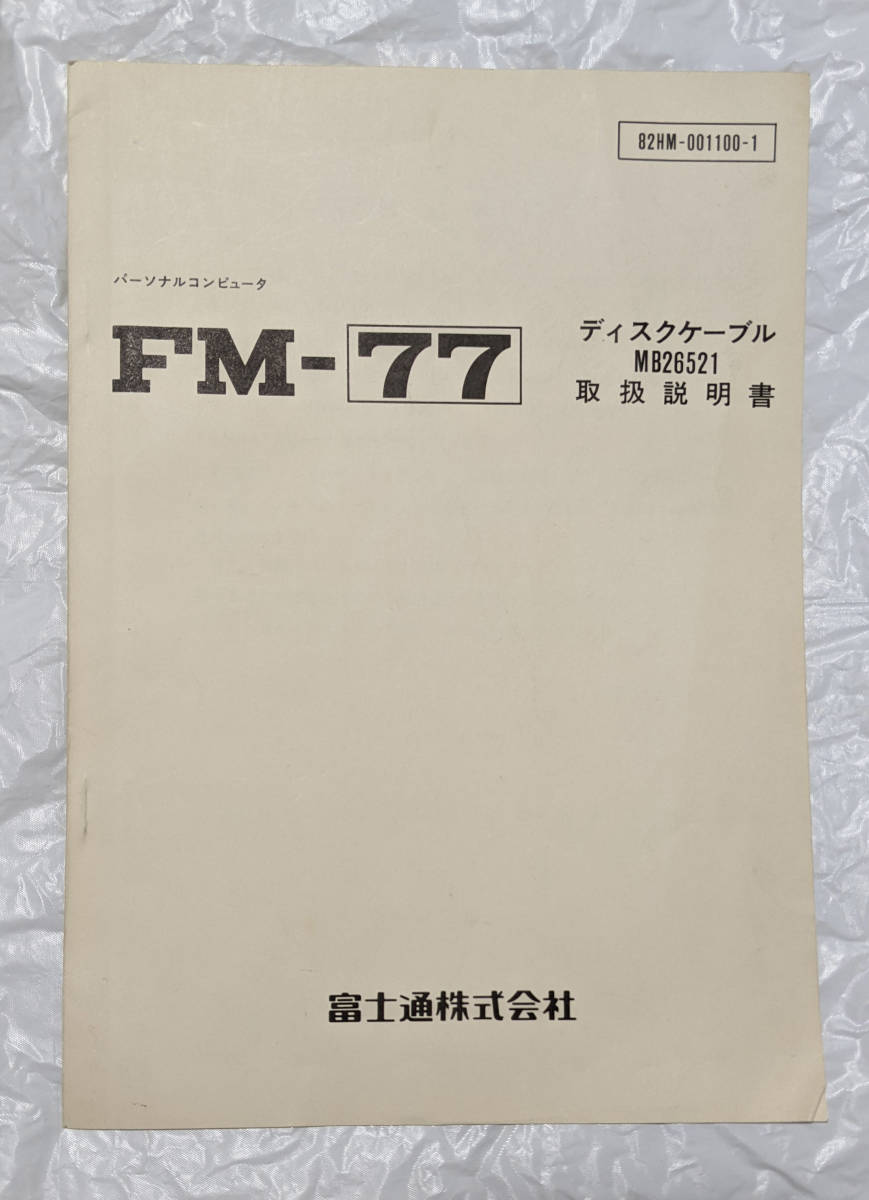 82HM-001100-1
パーソナルコンピュータ
FM-77
ディスクケーブル
MB26521
取扱説明書
富士通株式会社